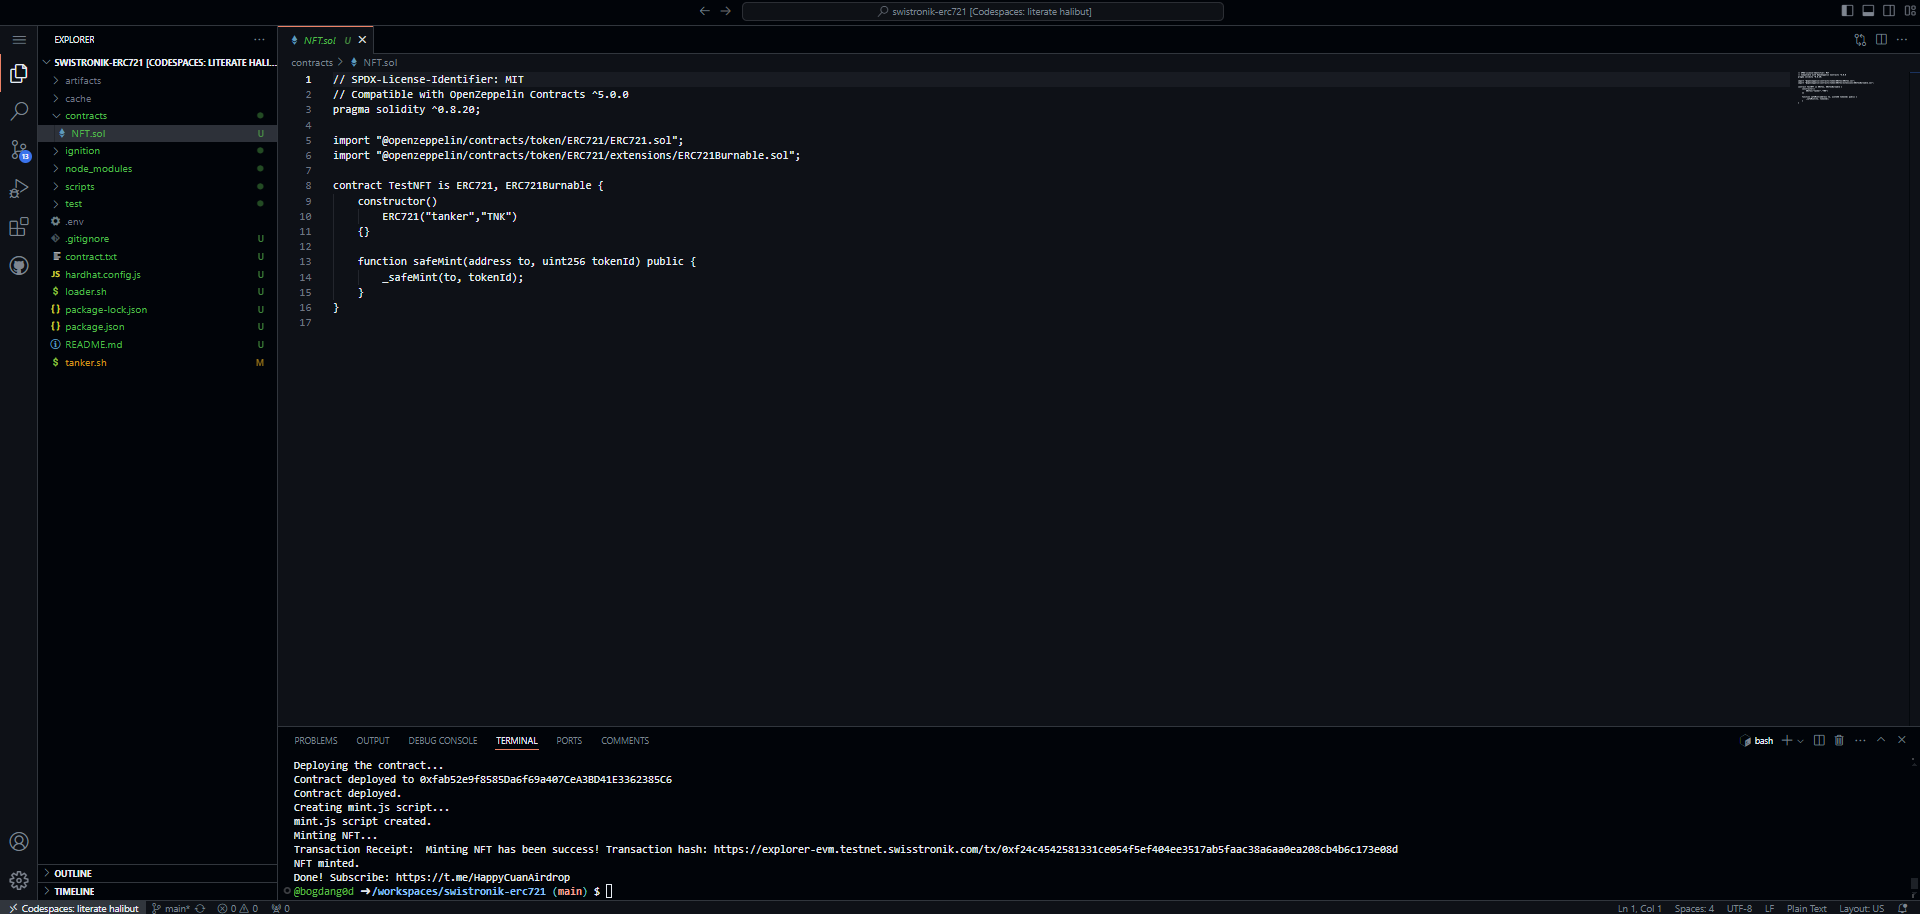 swistronik-erc721 [Codespaces: literate halibut]
EXPLORER
SWISTRONIK-ERC721 [CODESPACES: LITERATE HALI...
artifacts
cache
contracts
NFT.sol U
ignition
node_modules
scripts
test
.env
.gitignore U
contract.txt U
JS hardhat.config.js U
$ loader.sh U
{} package-lock.json U
{} package.json U
README.md U
$ tanker.sh M
OUTLINE
TIMELINE
13
NFT.sol U
contracts > NFT.sol
1 // SPDX-License-Identifier: MIT
2 // Compatible with OpenZeppelin Contracts ^5.0.0
3 pragma solidity ^0.8.20;
4
5 import "@openzeppelin/contracts/token/ERC721/ERC721.sol";
6 import "@openzeppelin/contracts/token/ERC721/extensions/ERC721Burnable.sol";
7
8 contract TestNFT is ERC721, ERC721Burnable {
9 constructor()
10 ERC721("tanker","TNK")
11 {}
12
13 function safeMint(address to, uint256 tokenId) public {
14 _safeMint(to, tokenId);
15 }
16 }
17
PROBLEMS OUTPUT DEBUG CONSOLE TERMINAL PORTS COMMENTS
bash
Deploying the contract...
Contract deployed to 0xfab52e9f8585Da6f69a407CeA3BD41E3362385C6
Contract deployed.
Creating mint.js script...
mint.js script created.
Minting NFT...
Transaction Receipt:  Minting NFT has been success! Transaction hash: https://explorer-evm.testnet.swisstronik.com/tx/0xf24c4542581331ce054f5ef404ee3517ab5faac38a6aa0ea208cb4b6c173e08d
NFT minted.
Done! Subscribe: https://t.me/HappyCuanAirdrop
@bogdang0d ➜/workspaces/swistronik-erc721 (main) $
Codespaces: literate halibut main* 0 0 0
Ln 1, Col 1 Spaces: 4 UTF-8 LF Plain Text Layout: US